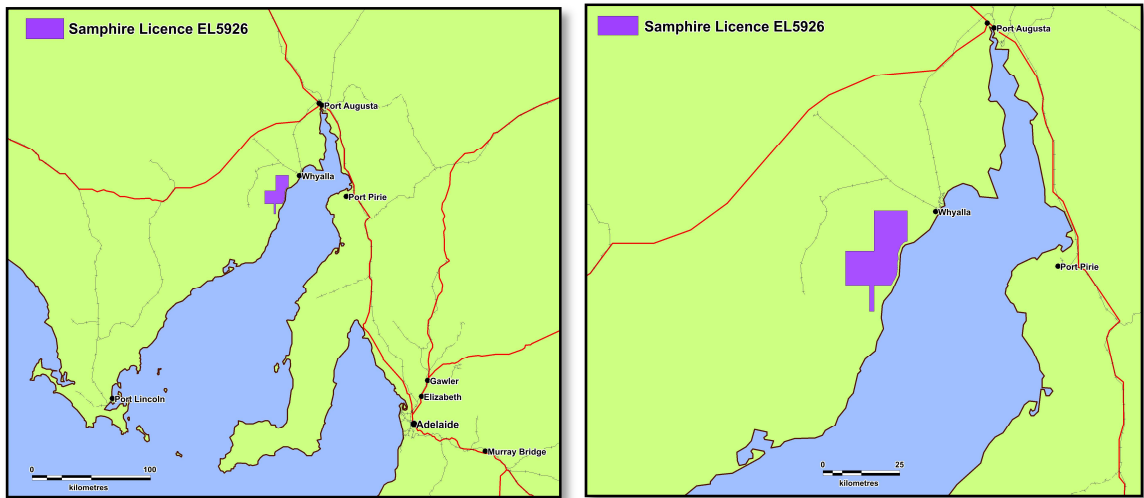 Samphire Licence EL5926
Port Augusta
Whyalla
Port Pirie
Port Lincoln
Gawler
Elizabeth
Adelaide
Murray Bridge
0 100
kilometres
Samphire Licence EL5926
Port Augusta
Whyalla
Port Pirie
0 25
kilometres